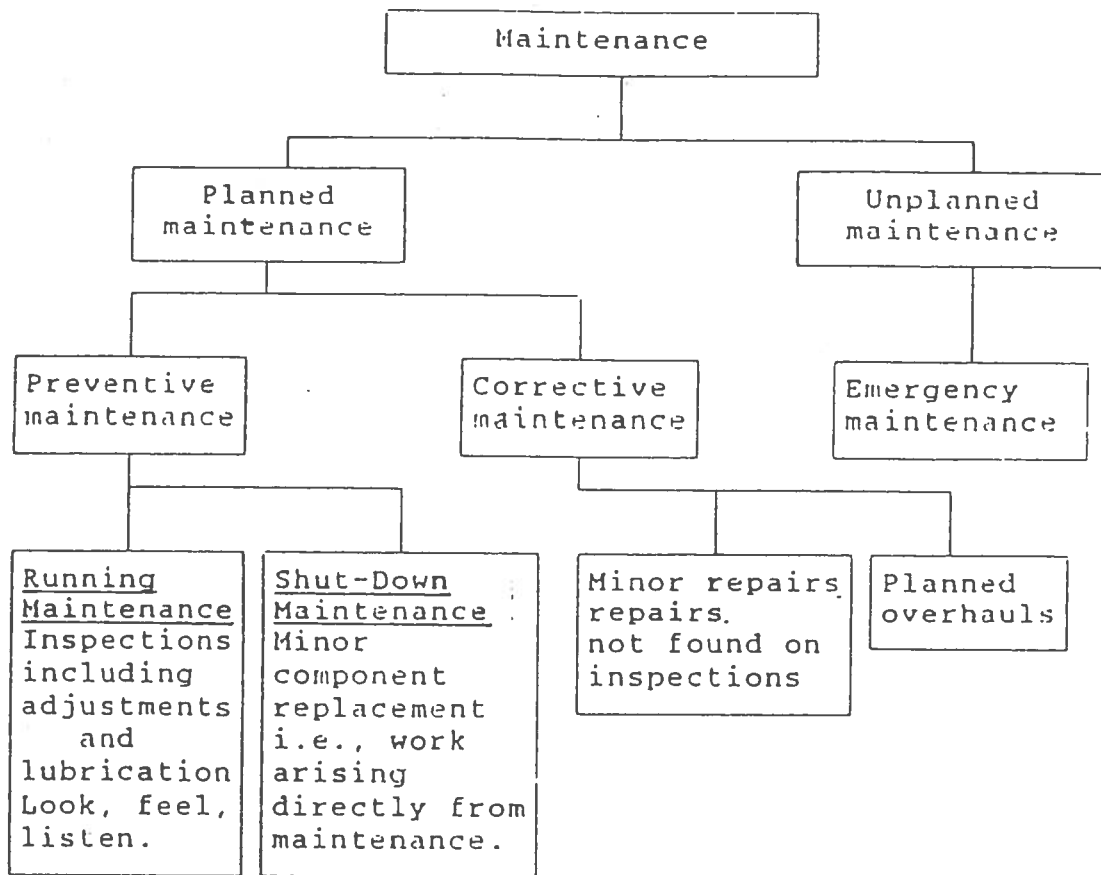 Maintenance
Planned
maintenance
Unplanned
maintenance
Preventive
maintenance
Corrective
maintenance
Emergency
maintenance
Running
Maintenance
Inspections
including
adjustments
and
lubrication
Look, feel,
listen.
Shut-Down
Maintenance
Minor
component
replacement
i.e., work
arising
directly from
maintenance.
Minor repairs
repairs.
not found on
inspections
Planned
overhauls